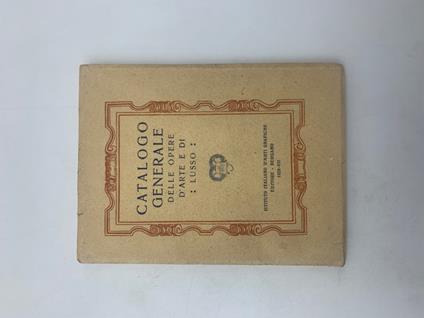 CATALOGO
GENERALE
DELLE OPERE
D'ARTE E DI
: LUSSO :
ISTITUTO ITALIANO D'ARTI GRAFICHE
EDITORE - BERGAMO